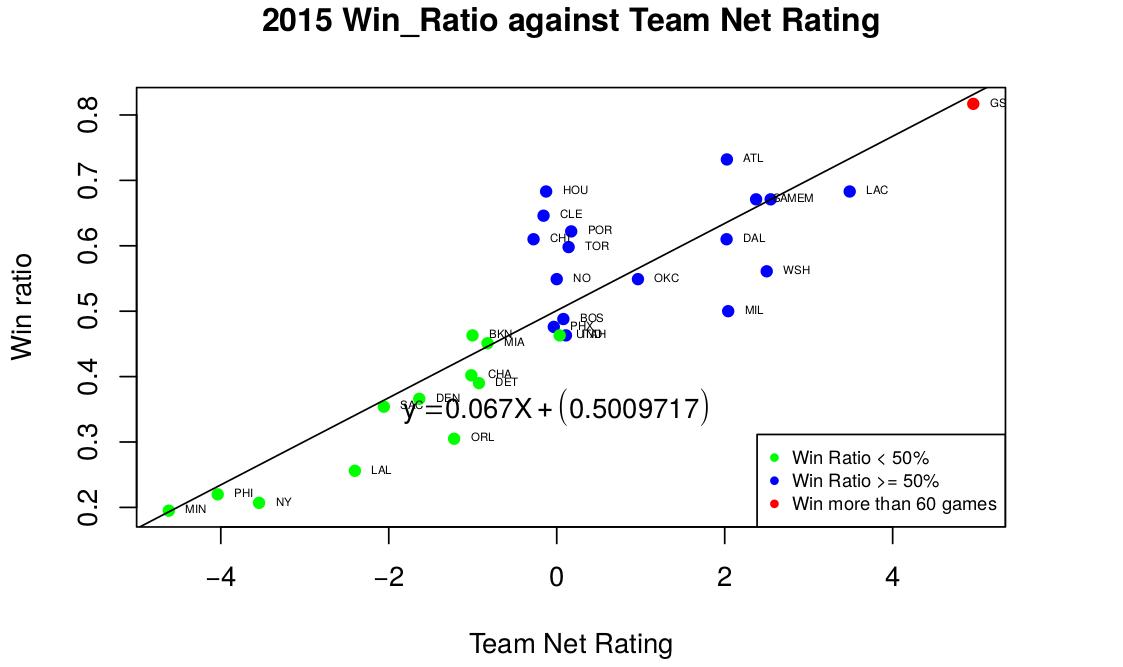 2015 Win_Ratio against Team Net Rating
Win ratio
0.8
0.7
0.6
0.5
0.4
0.3
0.2
GS
ATL
HOU
LAC
MEM
CLE
POR
CHI
TOR
DAL
WSH
NO
OKC
MIL
BOS
PHX
BKN
MIA
CHA
DET
DEN
SAC
y = 0.067X + (0.5009717)
ORL
LAL
PHI
NY
MIN
Win Ratio < 50%
Win Ratio >= 50%
Win more than 60 games
−4 −2 0 2 4
Team Net Rating